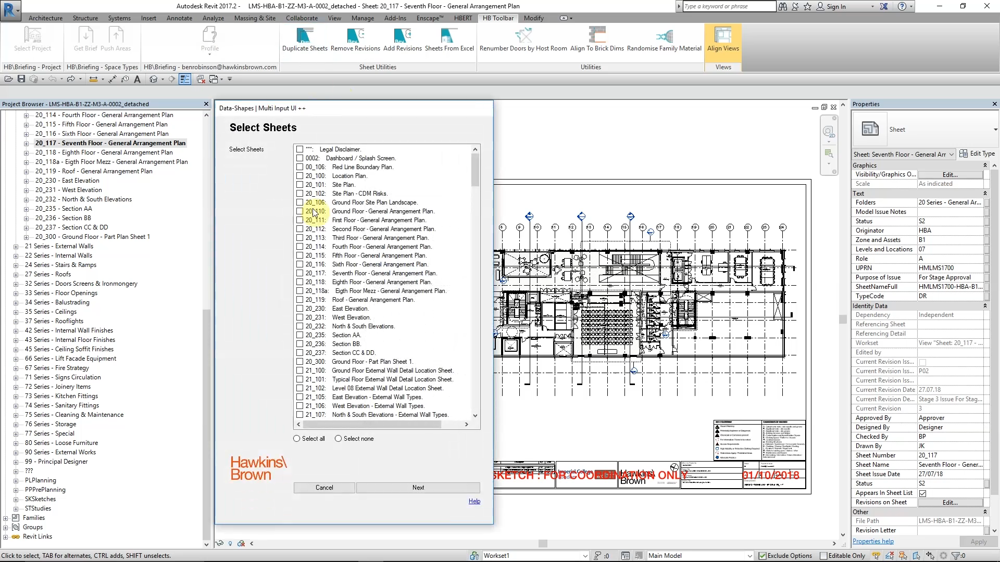 Autodesk Revit 2017.2 - LMS-HBA-B1-ZZ-M3-A-0002_detached - Sheet: 20_117 - Seventh Floor - General Arrangement Plan
Type a keyword or phrase
Sign In
Architecture Structure Systems Insert Annotate Analyze Massing & Site Collaborate View Manage Add-Ins Enscape™ HBERT HB Toolbar Modify
Select Project Get Brief Push Areas Profile Duplicate Sheets Remove Revisions Add Revisions Sheets From Excel Renumber Doors by Host Room Align To Brick Dims Randomise Family Material Align Views
HB\Briefing - Project HB\Briefing - Space Types HB\Briefing - benrobinson@hawkinsbrown.com Sheet Utilities Utilities Views
Project Browser - LMS-HBA-B1-ZZ-M3-A-0002_detached
20_114 - Fourth Floor - General Arrangement Plan
20_115 - Fifth Floor - General Arrangement Plan
20_116 - Sixth Floor - General Arrangement Plan
20_117 - Seventh Floor - General Arrangement Plan
20_118 - Eighth Floor - General Arrangement Plan
20_118a - Eigth Floor Mezz - General Arrangement Plan
20_119 - Roof - General Arrangement Plan
20_230 - East Elevation
20_231 - West Elevation
20_232 - North & South Elevations
20_235 - Section AA
20_236 - Section BB
20_237 - Section CC & DD
20_300 - Ground Floor - Part Plan Sheet 1
21 Series - External Walls
22 Series - Internal Walls
24 Series - Stairs & Ramps
27 Series - Roofs
32 Series - Doors Screens & Ironmongery
33 Series - Floor Openings
34 Series - Balustrading
35 Series - Ceilings
37 Series - Rooflights
42 Series - Internal Wall Finishes
43 Series - Internal Floor Finishes
45 Series - Ceiling Soffit Finishes
66 Series - Lift Facade Equipment
67 Series - Fire Strategy
71 Series - Signs Circulation
72 Series - Joinery Items
73 Series - Kitchen Fittings
74 Series - Sanitary Fittings
75 Series - Cleaning & Maintenance
76 Series - Storage
77 Series - Special
80 Series - Loose Furniture
90 Series - External Works
99 - Principal Designer
???
PLPlanning
PPPrePlanning
SKSketches
STStudies
Families
Groups
Revit Links
Data-Shapes | Multi Input UI ++
Select Sheets
Select Sheets
***: Legal Disclaimer.
0002: Dashboard / Splash Screen.
00_106: Red Line Boundary Plan.
20_100: Location Plan.
20_101: Site Plan.
20_102: Site Plan - CDM Risks.
20_106: Ground Floor Site Plan Landscape.
20_110: Ground Floor - General Arrangement Plan.
20_111: First Floor - General Arrangement Plan.
20_112: Second Floor - General Arrangement Plan.
20_113: Third Floor - General Arrangement Plan.
20_114: Fourth Floor - General Arrangement Plan.
20_115: Fifth Floor - General Arrangement Plan.
20_116: Sixth Floor - General Arrangement Plan.
20_117: Seventh Floor - General Arrangement Plan.
20_118: Eighth Floor - General Arrangement Plan.
20_118a: Eigth Floor Mezz - General Arrangement Plan.
20_119: Roof - General Arrangement Plan.
20_230: East Elevation.
20_231: West Elevation.
20_232: North & South Elevations.
20_235: Section AA.
20_236: Section BB.
20_237: Section CC & DD.
20_300: Ground Floor - Part Plan Sheet 1.
21_100: Ground Floor External Wall Detail Location Sheet.
21_101: Typical Floor External Wall Detail Location Sheet.
21_102: Level 08 External Wall Detail Location Sheet.
21_105: East Elevation - External Wall Types.
21_106: West Elevation - External Wall Types.
21_107: North & South Elevations - External Wall Types.
Select all Select none
Hawkins\
Brown
Cancel Next
Help
8 9 10 11 12 13 14 15 16 17 18 19 20 21 22 23 24
SKETCH : FOR COORDINATION ONLY 01/10/2018
Imperial College
London
Hawkins\
Brown
Properties
Sheet
Sheet: Seventh Floor - General Arr Edit Type
Graphics
Visibility/Graphics O... Edit...
Scale As indicated
Text
Folders 20 Series - General Ar...
Model Issue Notes
Status S2
Originator HBA
Zone and Assets B1
Levels and Locations 07
Role A
UPRN HMLMS1700
Purpose of Issue For Stage Approval
SheetNameFull HMLMS1700-HBA-B1...
TypeCode DR
Identity Data
Dependency Independent
Referencing Sheet
Referencing Detail
Workset View "Sheet: 20_117 - ...
Edited by
Current Revision Iss...
Current Revision Iss... P02
Current Revision Iss...
Current Revision Date 27.07.18
Current Revision De... Stage 3 Issue For Stag...
Current Revision 3
Approved By Approver
Designed By Designer
Checked By BP
Drawn By JK
Sheet Number 20_117
Sheet Name Seventh Floor - Gener...
Sheet Issue Date 27/07/18
Status S2
Appears In Sheet List
Revisions on Sheet Edit...
Other
File Path LMS-HBA-B1-ZZ-M3...
Revision Letter
Properties help Apply
Click to select, TAB for alternates, CTRL adds, SHIFT unselects. Workset1 :0 Main Model Exclude Options Editable Only :0